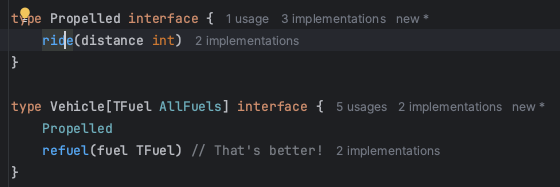 type Propelled interface { 1 usage 3 implementations new *
ride(distance int) 2 implementations
}
type Vehicle[TFuel AllFuels] interface { 5 usages 2 implementations new *
Propelled
refuel(fuel TFuel) // That's better! 2 implementations
}